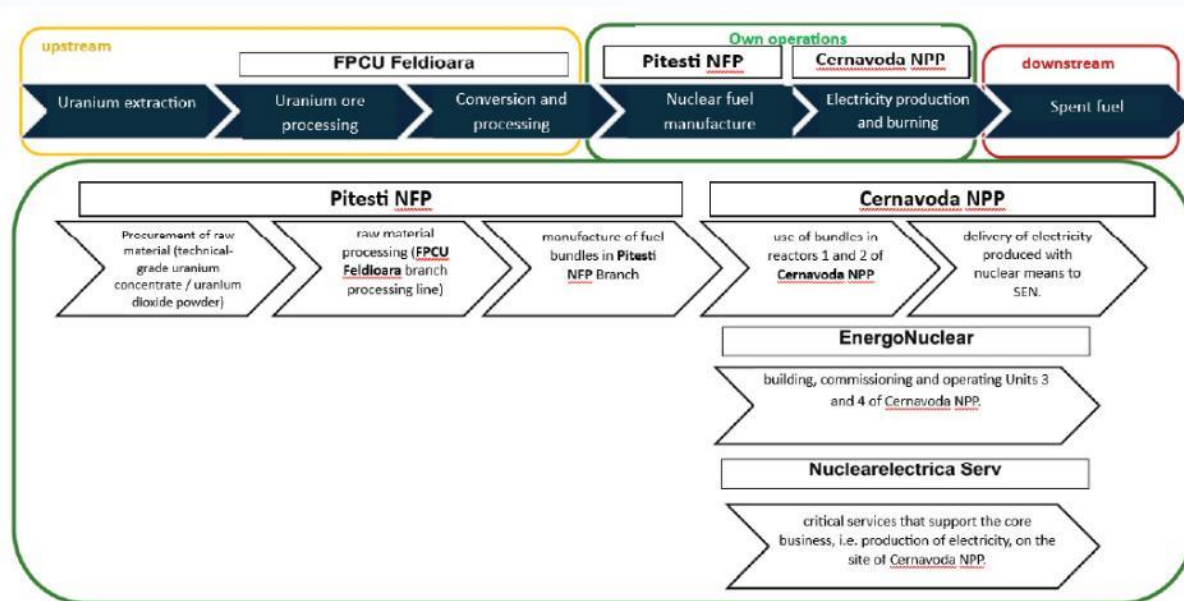 upstream
Own operations
FPCU Feldioara
Pitesti NFP
Cernavoda NPP
downstream
Uranium extraction
Uranium ore
processing
Conversion and
processing
Nuclear fuel
manufacture
Electricity production
and burning
Spent fuel
Pitesti NFP
Cernavoda NPP
Procurement of raw
material (technical-
grade uranium
concentrate / uranium
dioxide powder)
raw material
processing (FPCU
Feldioara branch
processing line)
manufacture of fuel
bundles in Pitesti
NFP Branch
use of bundles in
reactors 1 and 2 of
Cernavoda NPP
delivery of electricity
produced with
nuclear means to
SEN.
EnergoNuclear
building, commissioning and operating Units 3
and 4 of Cernavoda NPP.
Nuclearelectrica Serv
critical services that support the core
business, i.e. production of electricity, on the
site of Cernavoda NPP.